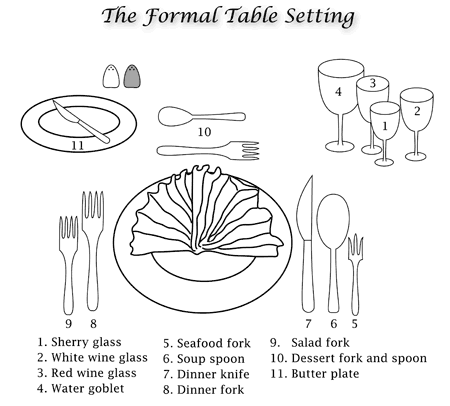 The Formal Table Setting
4
3
1
2
10
11
9
8
7
6
5
1. Sherry glass
2. White wine glass
3. Red wine glass
4. Water goblet
5. Seafood fork
6. Soup spoon
7. Dinner knife
8. Dinner fork
9. Salad fork
10. Dessert fork and spoon
11. Butter plate